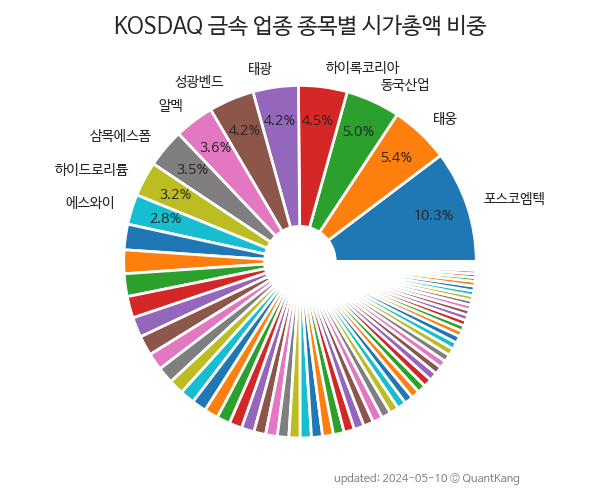 KOSDAQ 금속 업종 종목별 시가총액 비중
하이록코리아
태광
성광벤드
동국산업
알멕
태웅
삼목에스폼
하이드로리튬
포스코엠텍
에스와이
4.2%
4.5%
4.2%
5.0%
3.6%
5.4%
3.5%
3.2%
10.3%
2.8%
updated: 2024-05-10 © QuantKang